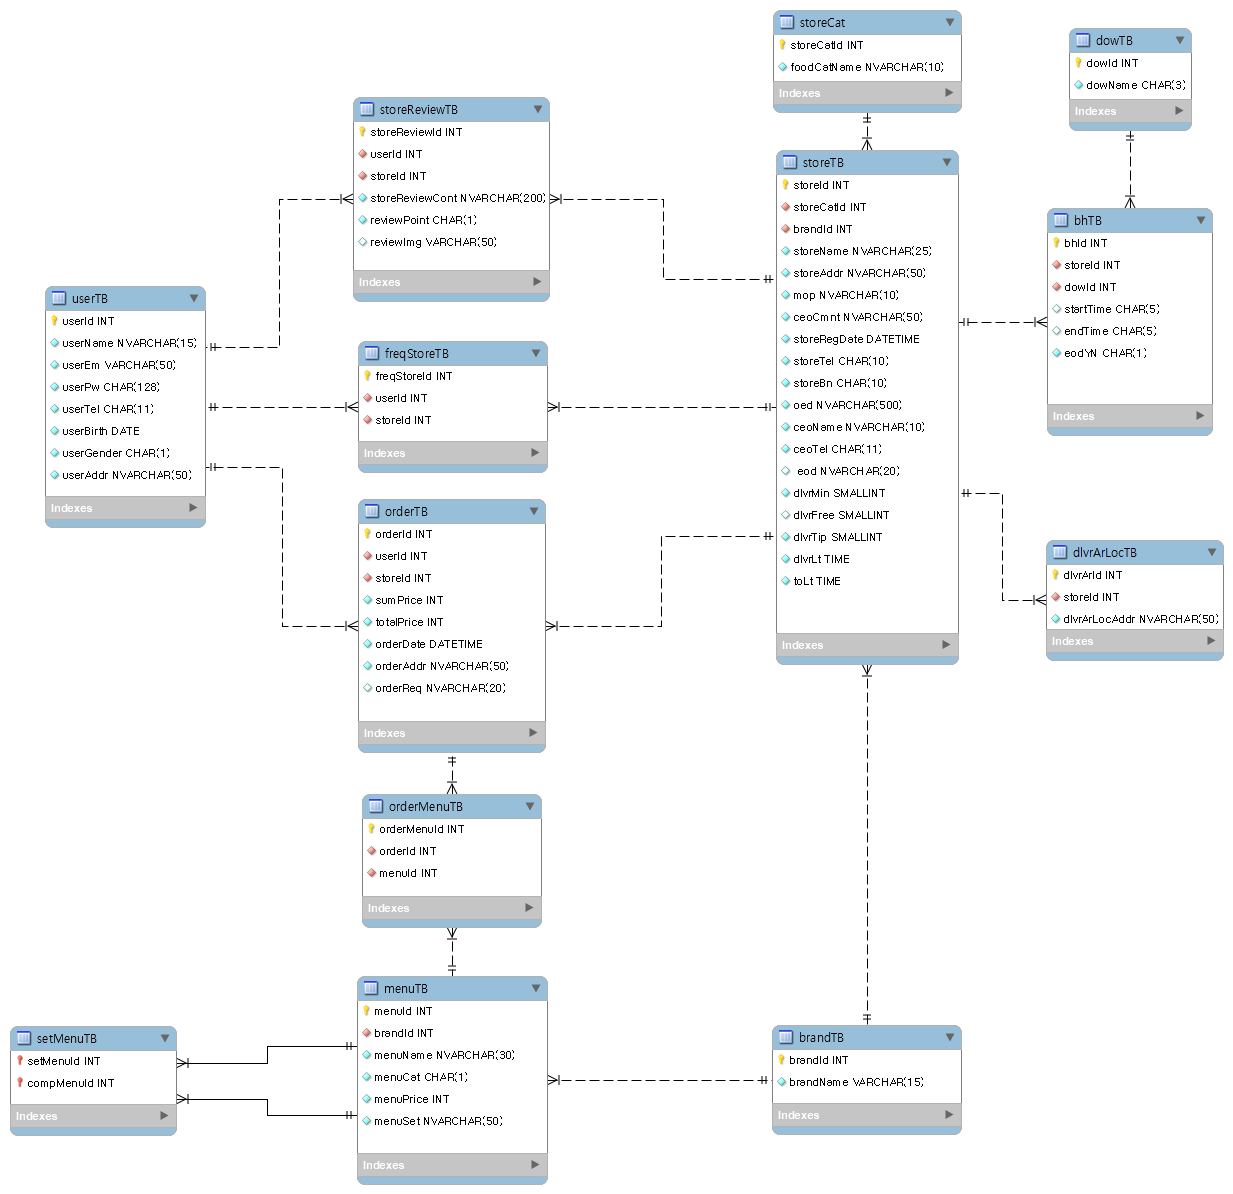 storeCat
storeCatId INT
foodCatName NVARCHAR(10)
Indexes
dowTB
dowId INT
dowName CHAR(3)
Indexes
storeReviewTB
storeReviewId INT
userId INT
storeId INT
storeReviewCont NVARCHAR(200)
reviewPoint CHAR(1)
reviewImg VARCHAR(50)
Indexes
storeTB
storeId INT
storeCatId INT
brandId INT
storeName NVARCHAR(25)
storeAddr NVARCHAR(50)
mop NVARCHAR(10)
ceoCmnt NVARCHAR(50)
storeRegDate DATETIME
storeTel CHAR(10)
storeBn CHAR(10)
oed NVARCHAR(500)
ceoName NVARCHAR(10)
ceoTel CHAR(11)
eod NVARCHAR(20)
dlvrMin SMALLINT
dlvrFree SMALLINT
dlvrTip SMALLINT
dlvrLt TIME
toLt TIME
Indexes
bhTB
bhId INT
storeId INT
dowId INT
startTime CHAR(5)
endTime CHAR(5)
eodYN CHAR(1)
Indexes
userTB
userId INT
userName NVARCHAR(15)
userEm VARCHAR(50)
userPw CHAR(128)
userTel CHAR(11)
userBirth DATE
userGender CHAR(1)
userAddr NVARCHAR(50)
Indexes
freqStoreTB
freqStoreId INT
userId INT
storeId INT
Indexes
orderTB
orderId INT
userId INT
storeId INT
sumPrice INT
totalPrice INT
orderDate DATETIME
orderAddr NVARCHAR(50)
orderReq NVARCHAR(20)
Indexes
dlvrArLocTB
dlvrArId INT
storeId INT
dlvrArLocAddr NVARCHAR(50)
Indexes
orderMenuTB
orderMenuId INT
orderId INT
menuId INT
Indexes
menuTB
menuId INT
brandId INT
menuName NVARCHAR(30)
menuCat CHAR(1)
menuPrice INT
menuSet NVARCHAR(50)
Indexes
setMenuTB
setMenuId INT
compMenuId INT
Indexes
brandTB
brandId INT
brandName VARCHAR(15)
Indexes